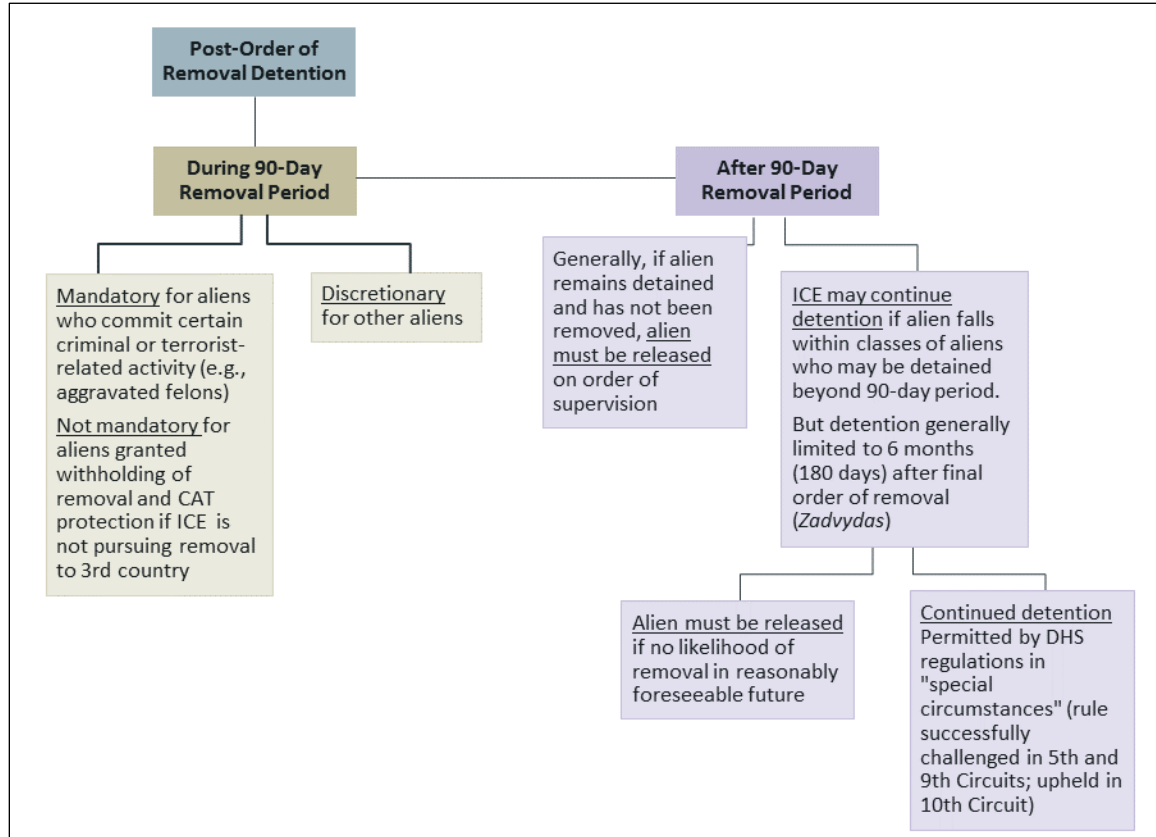 Post-Order of
Removal Detention
During 90-Day
Removal Period
After 90-Day
Removal Period
Mandatory for aliens
who commit certain
criminal or terrorist-
related activity (e.g.,
aggravated felons)
Not mandatory for
aliens granted
withholding of
removal and CAT
protection if ICE is
not pursuing removal
to 3rd country
Discretionary
for other aliens
Generally, if alien
remains detained
and has not been
removed, alien
must be released
on order of
supervision
ICE may continue
detention if alien falls
within classes of aliens
who may be detained
beyond 90-day period.
But detention generally
limited to 6 months
(180 days) after final
order of removal
(Zadvydas)
Alien must be released
if no likelihood of
removal in reasonably
foreseeable future
Continued detention
Permitted by DHS
regulations in
"special
circumstances" (rule
successfully
challenged in 5th and
9th Circuits; upheld in
10th Circuit)